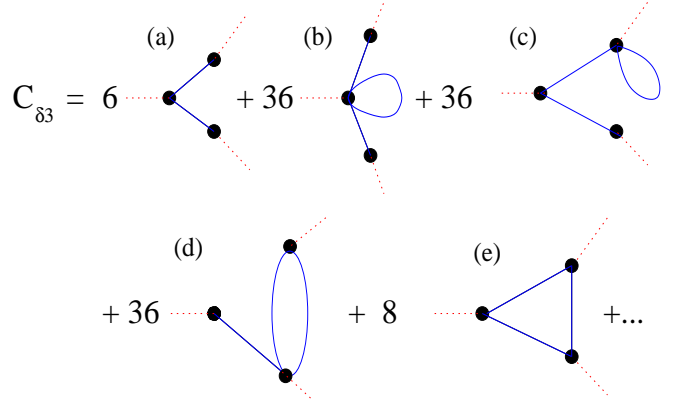 (a) (b) (c)
C_δ3 = 6 + 36 + 36
(d) (e)
+ 36 + 8 +...